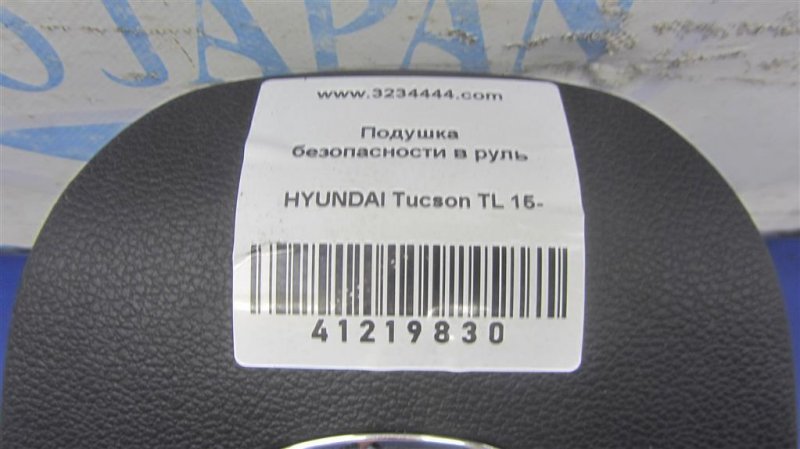 JAPAN
www.3234444.com
Подушка
безопасности в руль
HYUNDAI Tucson TL 15-
41219830